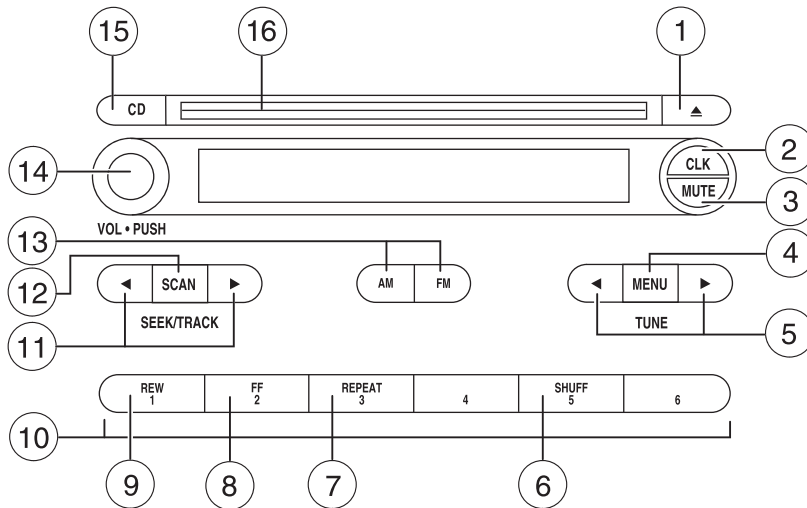 15
16
1
CD
14
2
CLK
MUTE
3
VOL • PUSH
13
4
12
SCAN
AM
FM
MENU
11
SEEK/TRACK
TUNE
5
REW
1
FF
2
REPEAT
3
4
SHUFF
5
6
10
9
8
7
6